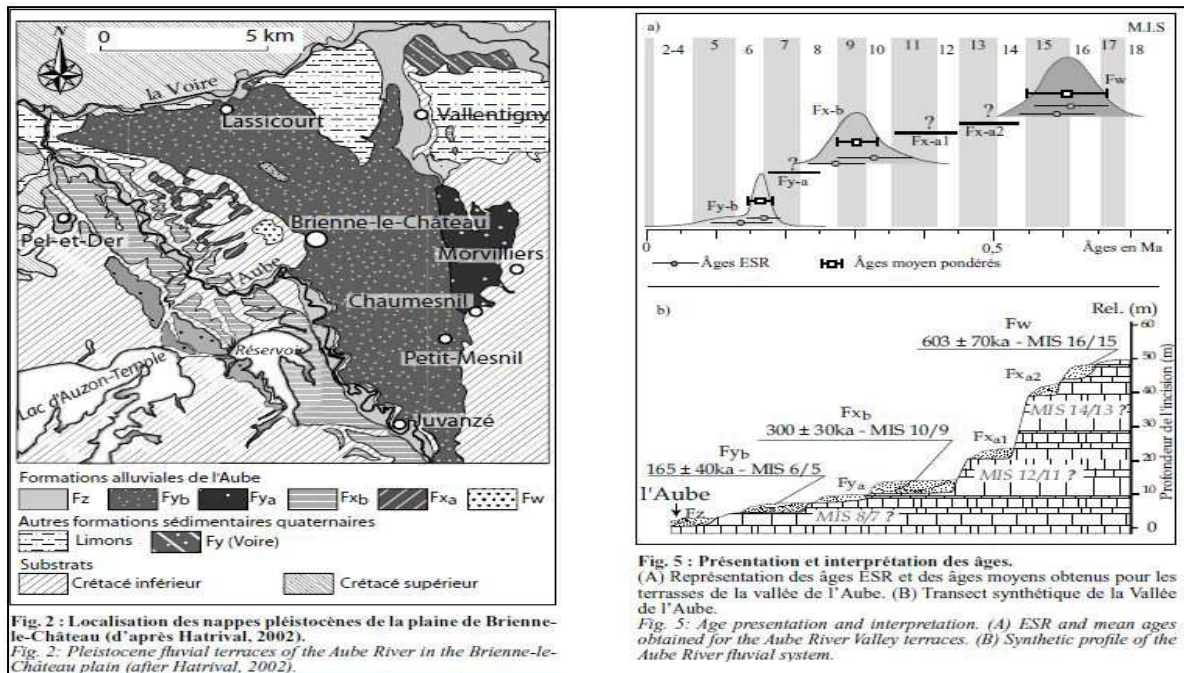 N
0 5 km
la Voire
Lassicourt
Vallentigny
Brienne-le-Château
Pel-et-Der
l'Aube
Morvilliers
Chaumesnil
Petit-Mesnil
Réservoir
Lac d'Auzon-Temple
Juvanzé
Formations alluviales de l'Aube
Fz Fyb Fya Fxb Fxa Fw
Autres formations sédimentaires quaternaires
Limons Fy (Voire)
Substrats
Crétacé inférieur Crétacé supérieur
Fig. 2 : Localisation des nappes pléistocènes de la plaine de Brienne-
le-Château (d'après Hatrival, 2002).
Fig. 2: Pleistocene fluvial terraces of the Aube River in the Brienne-le-
Château plain (after Hatrival, 2002).
a) M.I.S
2-4 5 6 7 8 9 10 11 12 13 14 15 16 17 18
Fw
Fx-b
?
Fx-a1
?
Fx-a2
?
Fy-a
Fy-b
0 0,5 Âges en Ma
Âges ESR Âges moyen pondérés
b) Rel. (m)
Fw
603 ± 70ka - MIS 16/15
Fxa2
MIS 14/13 ?
Fxb
300 ± 30ka - MIS 10/9
Fxa1
MIS 12/11 ?
Fyb
165 ± 40ka - MIS 6/5
Fya
MIS 8/7 ?
l'Aube
Fz
60
50
40
30
20
10
0
Profondeur de l'incision (m)
Fig. 5 : Présentation et interprétation des âges.
(A) Représentation des âges ESR et des âges moyens obtenus pour les
terrasses de la vallée de l'Aube. (B) Transect synthétique de la Vallée
de l'Aube.
Fig. 5: Age presentation and interpretation. (A) ESR and mean ages
obtained for the Aube River Valley terraces. (B) Synthetic profile of the
Aube River fluvial system.